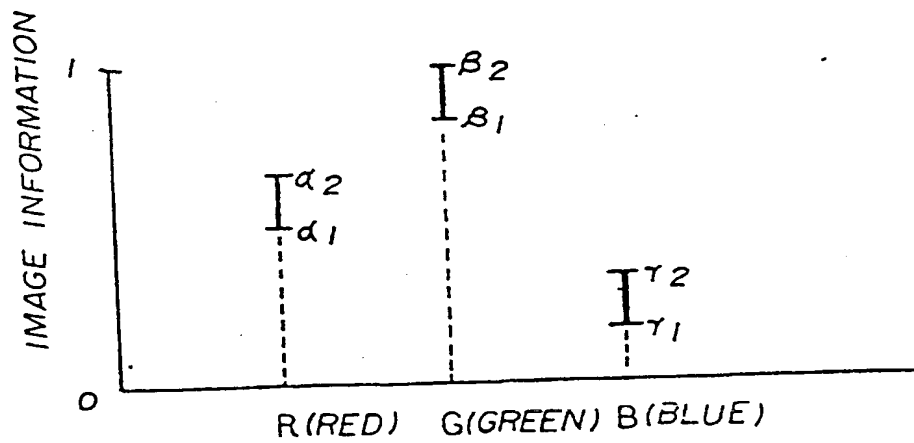 IMAGE INFORMATION
1
β2
β1
α2
α1
γ2
γ1
0
R(RED) G(GREEN) B(BLUE)